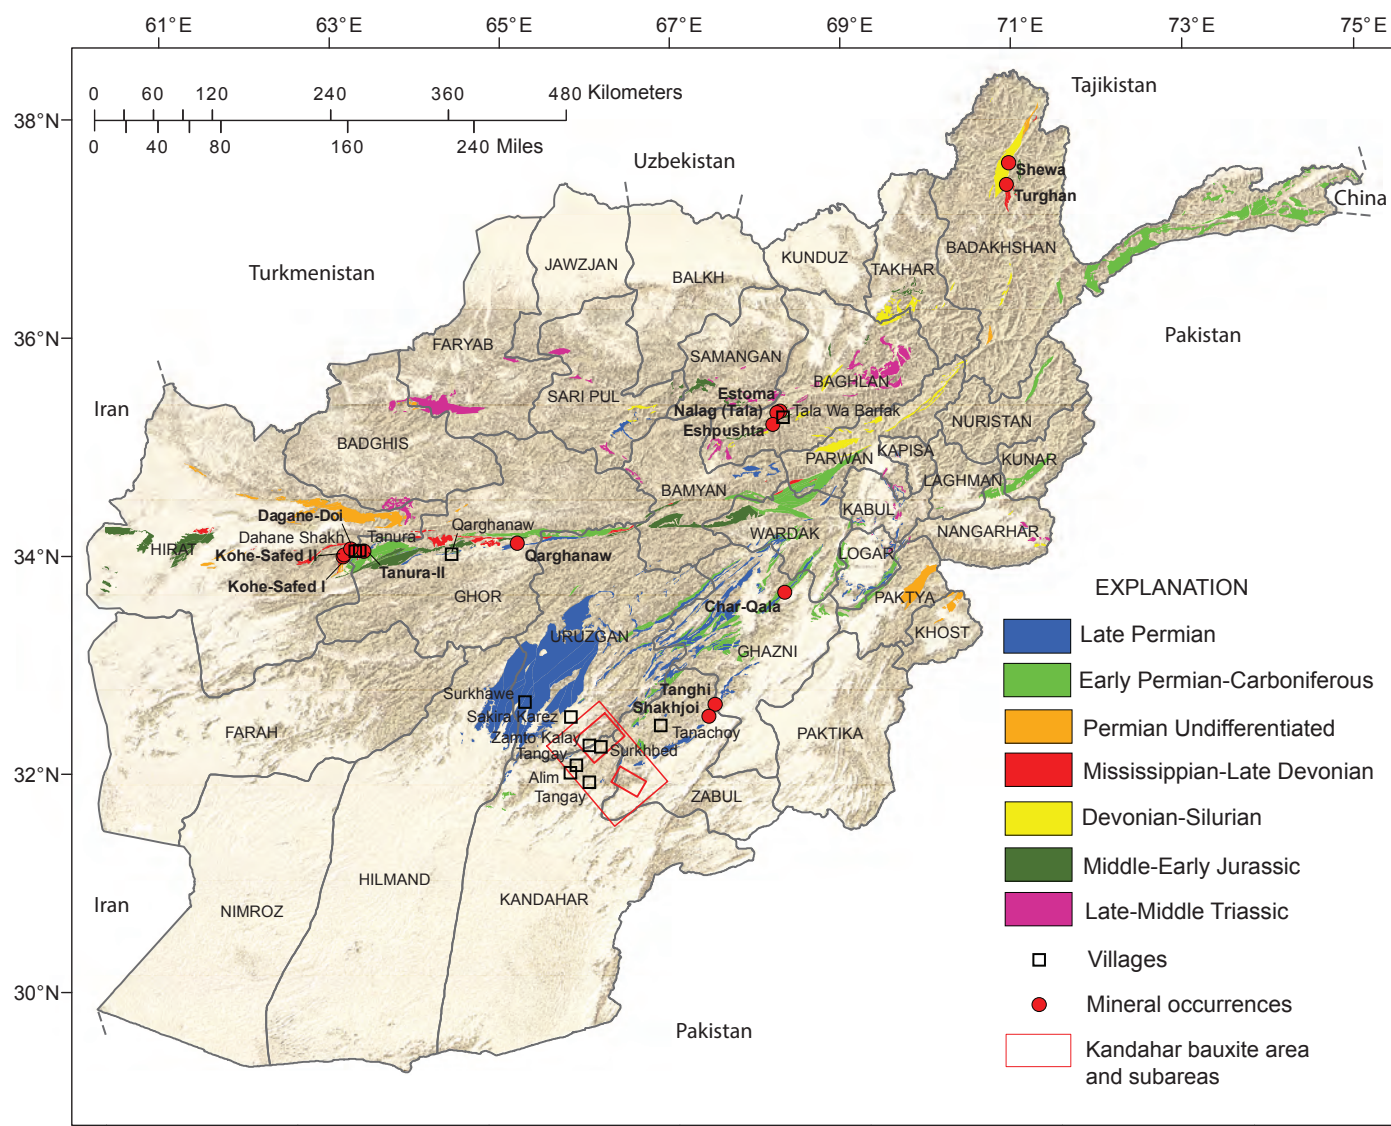 61° E 63° E 65° E 67° E 69° E 71° E 73° E 75° E
38° N
36° N
34° N
32° N
30° N
0 60 120 240 360 480 Kilometers
0 40 80 160 240 Miles
Tajikistan
Uzbekistan
China
Turkmenistan
Pakistan
Iran
Iran
Pakistan
Shewa
Turghan
BADAKHSHAN
KUNDUZ
TAKHAR
JAWZJAN
BALKH
FARYAB
SAMANGAN
BAGHLAN
SARI PUL
Estoma
Nalag (Tala)
Tala Wa Barfak
Eshpushta
NURISTAN
BADGHIS
PARWAN
KAPISA
KUNAR
LAGHMAN
BAMYAN
KABUL
Dagane-Doi
Qarghanaw
WARDAK
NANGARHAR
Dahane Shakh
Tanura
HIRAT
Kohe-Safed II
Qarghanaw
LOGAR
Tanura-II
Kohe-Safed I
GHOR
Char-Qala
PAKTYA
KHOST
URUZGAN
GHAZNI
Surkhawe
Tanghi
Sakira Karez
Shakhjoi
FARAH
Zamto Kalay
Tanachoy
PAKTIKA
Tangay
Surkhbed
Alim
Tangay
ZABUL
HILMAND
KANDAHAR
NIMROZ
EXPLANATION
Late Permian
Early Permian-Carboniferous
Permian Undifferentiated
Mississippian-Late Devonian
Devonian-Silurian
Middle-Early Jurassic
Late-Middle Triassic
Villages
Mineral occurrences
Kandahar bauxite area
and subareas